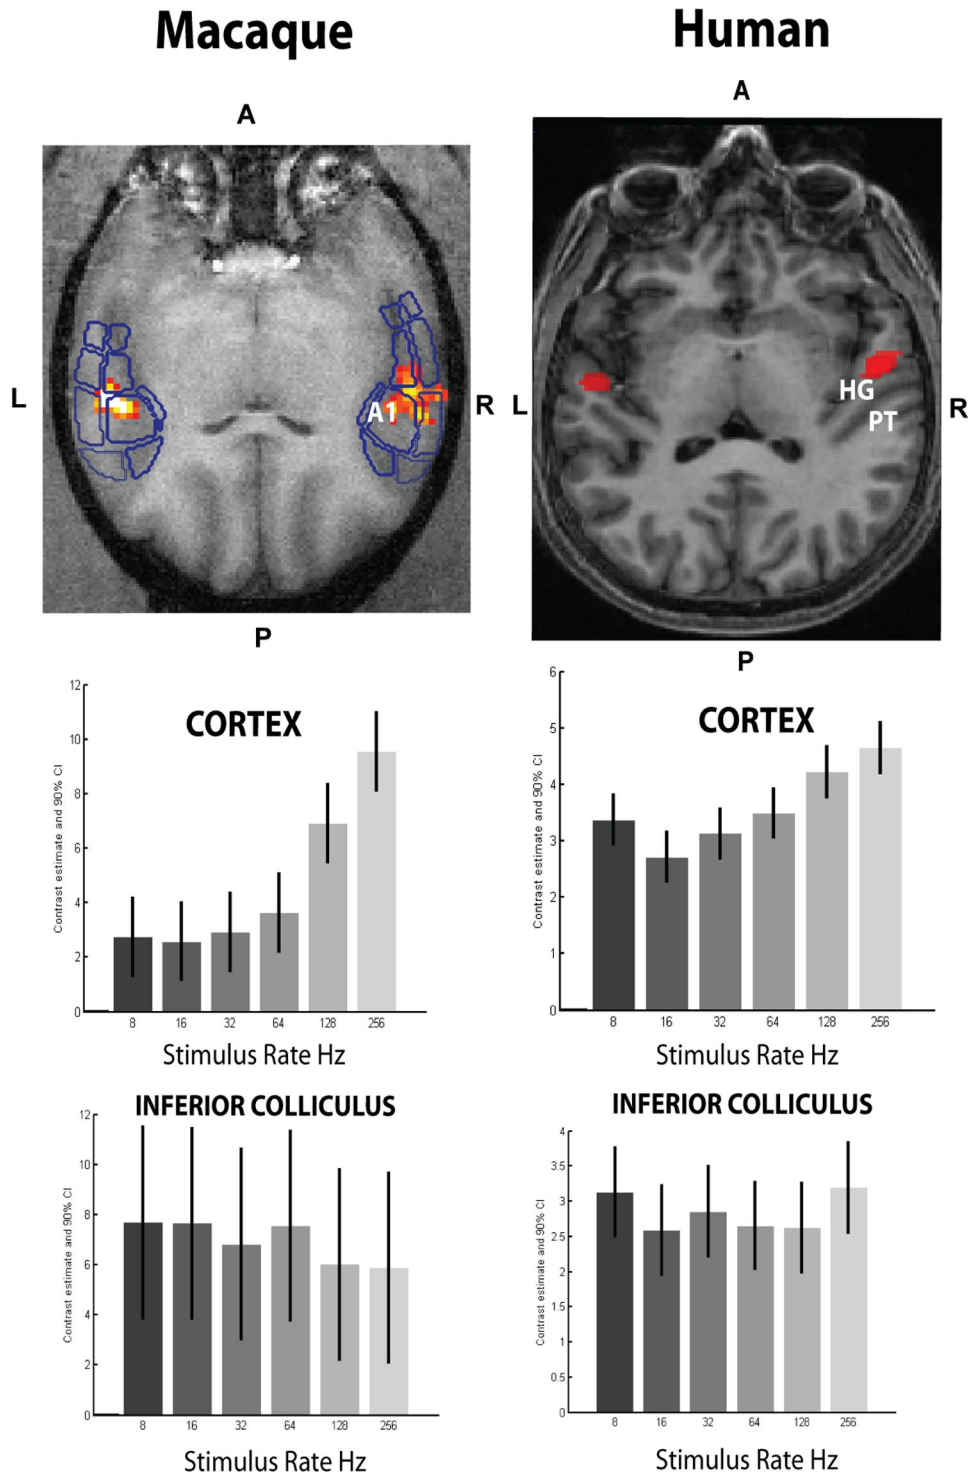 Macaque
Human
A
A
L
A1
R
L
HG
PT
R
P
P
CORTEX
Contrast estimate and 90% CI
12
10
8
6
4
2
0
8 16 32 64 128 256
Stimulus Rate Hz
CORTEX
Contrast estimate and 90% CI
6
5
4
3
2
1
0
8 16 32 64 128 256
Stimulus Rate Hz
INFERIOR COLLICULUS
Contrast estimate and 90% CI
12
10
8
6
4
2
0
8 16 32 64 128 256
Stimulus Rate Hz
INFERIOR COLLICULUS
Contrast estimate and 90% CI
4
3.5
3
2.5
2
1.5
1
0.5
0
8 16 32 64 128 256
Stimulus Rate Hz